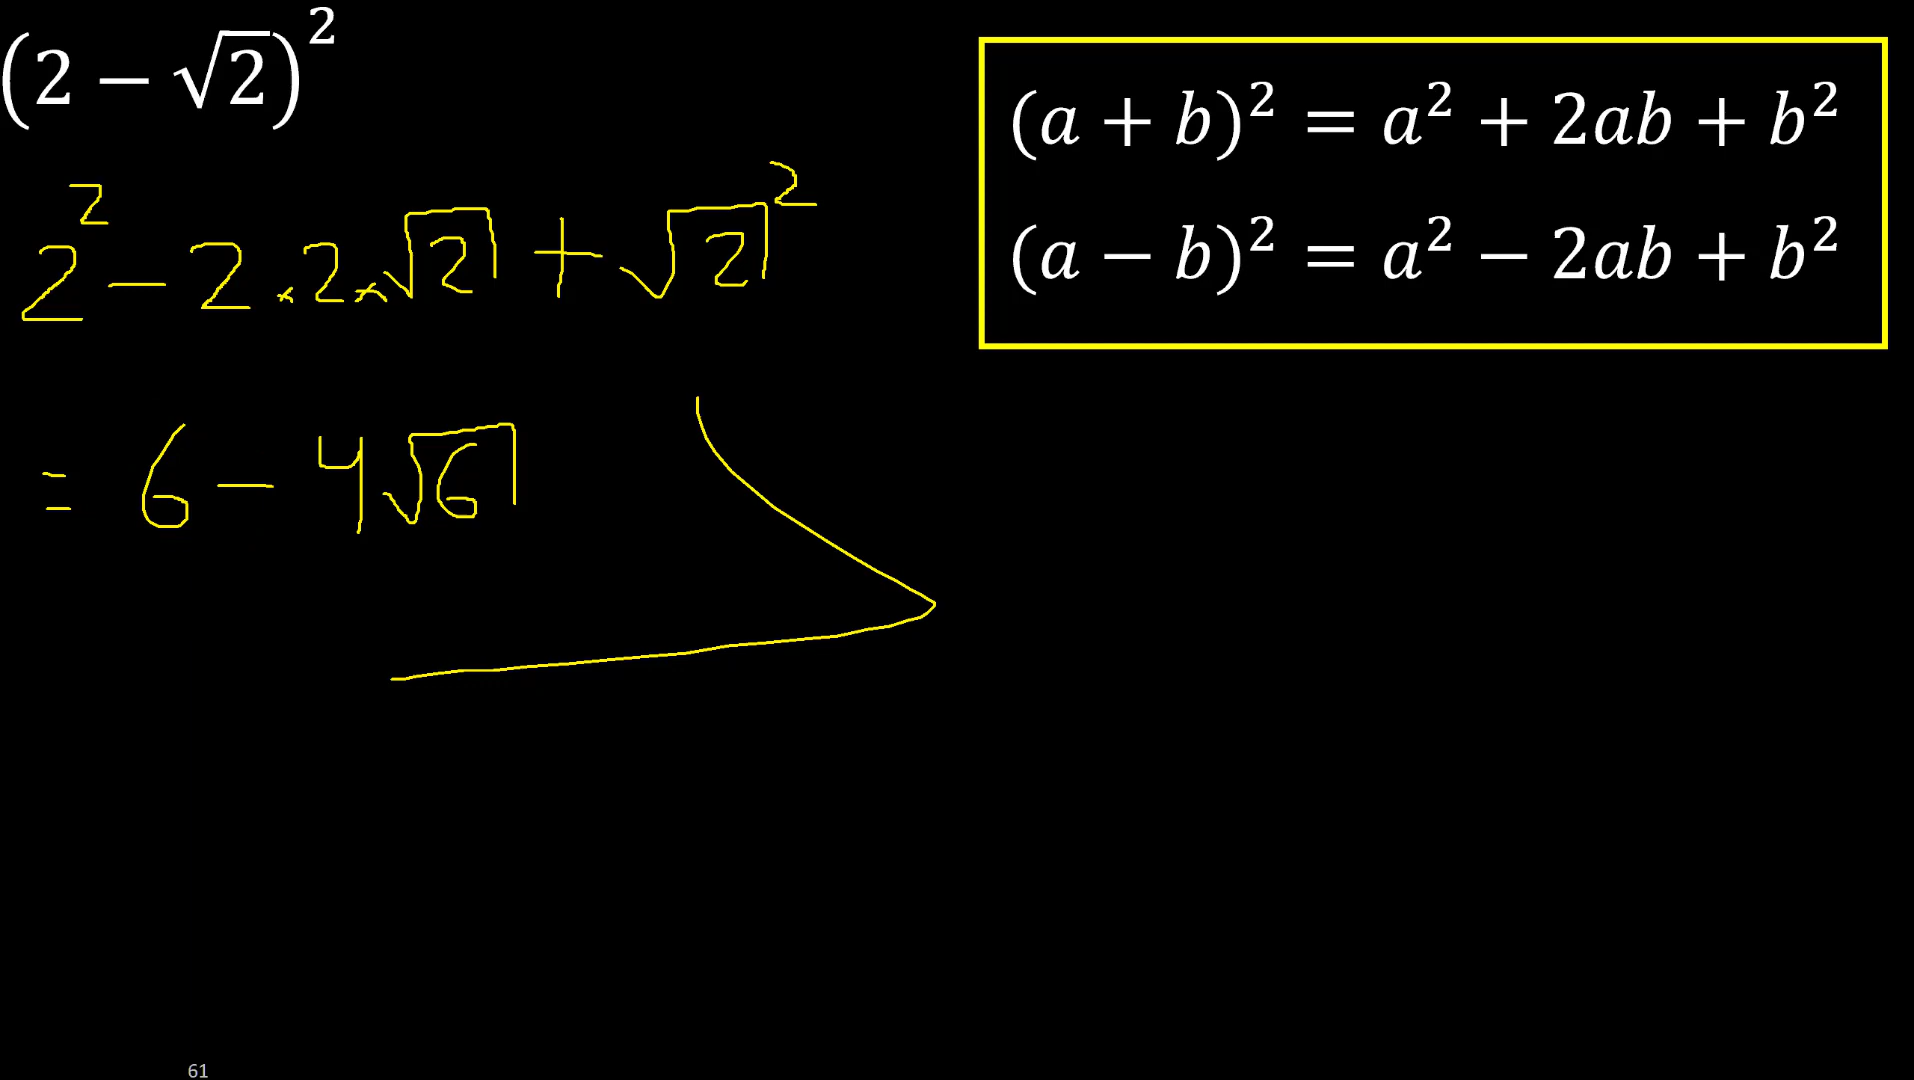 (2 − √2)²
2² − 2 × 2 × √2 + √2²
= 6 − 4√6
(a + b)² = a² + 2ab + b²
(a − b)² = a² − 2ab + b²
61